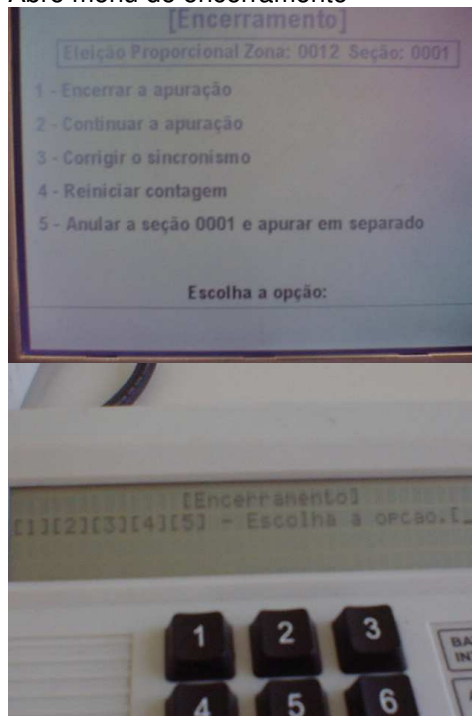 Abre menu de encerramento
[Encerramento]
Eleição Proporcional Zona: 0012 Seção: 0001
1 - Encerrar a apuração
2 - Continuar a apuração
3 - Corrigir o sincronismo
4 - Reiniciar contagem
5 - Anular a seção 0001 e apurar em separado
Escolha a opção:
[Encerramento]
[1][2][3][4][5] - Escolha a opcao.[_
1 2 3
4 5 6